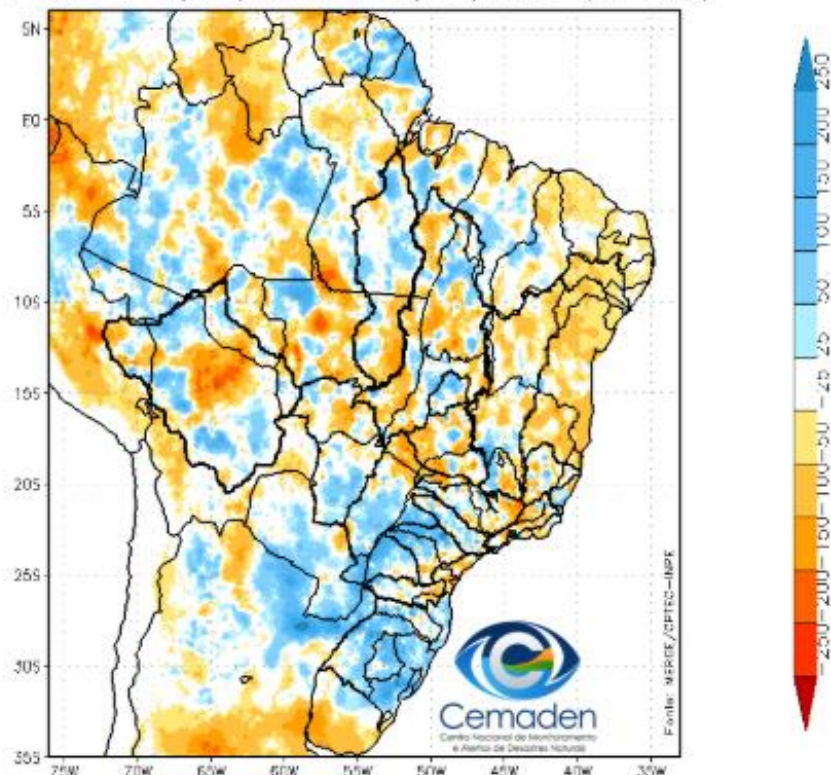 5N
EQ
5S
10S
15S
20S
25S
30S
35S
75W
70W
65W
60W
55W
50W
45W
40W
35W
250
200
150
100
50
25
-25
-50
-100
-150
-200
-250
Fonte: MERGE/CPTEC-INPE
Cemaden
Centro Nacional de Monitoramento
e Alertas de Desastres Naturais